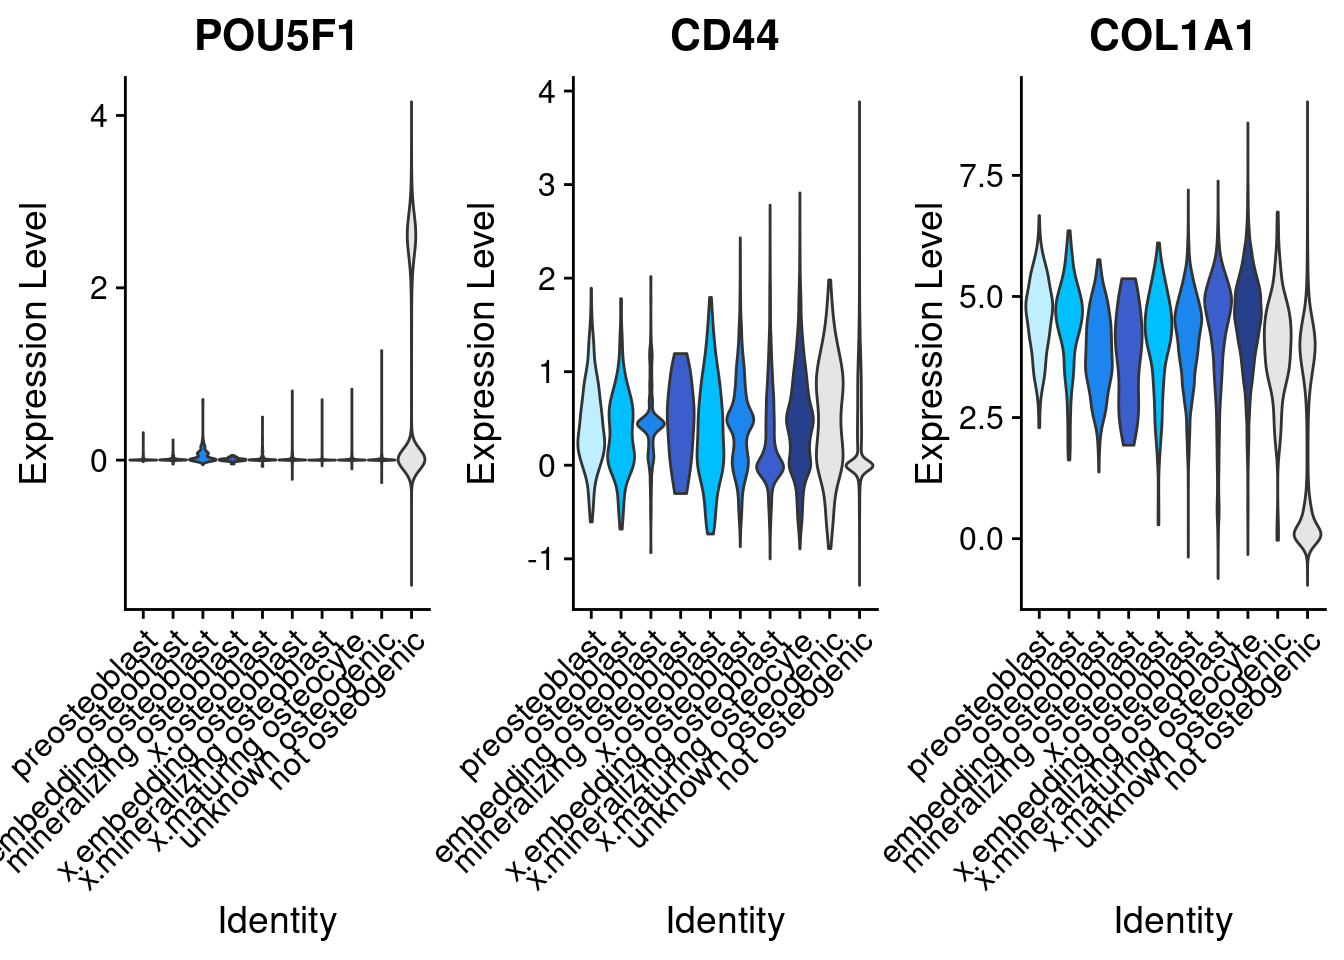 POU5F1
CD44
COL1A1
Expression Level
4
2
0
preosteoblast
osteoblast
embedding osteoblast
mineralizing osteoblast
x.osteoblast
x.embedding osteoblast
x.mineralizing osteoblast
x.maturing osteocyte
unknown osteogenic
not osteogenic
Identity
Expression Level
4
3
2
1
0
-1
preosteoblast
osteoblast
embedding osteoblast
mineralizing osteoblast
x.osteoblast
x.embedding osteoblast
x.mineralizing osteoblast
x.maturing osteocyte
unknown osteogenic
not osteogenic
Identity
Expression Level
7.5
5.0
2.5
0.0
preosteoblast
osteoblast
embedding osteoblast
mineralizing osteoblast
x.osteoblast
x.embedding osteoblast
x.mineralizing osteoblast
x.maturing osteocyte
unknown osteogenic
not osteogenic
Identity